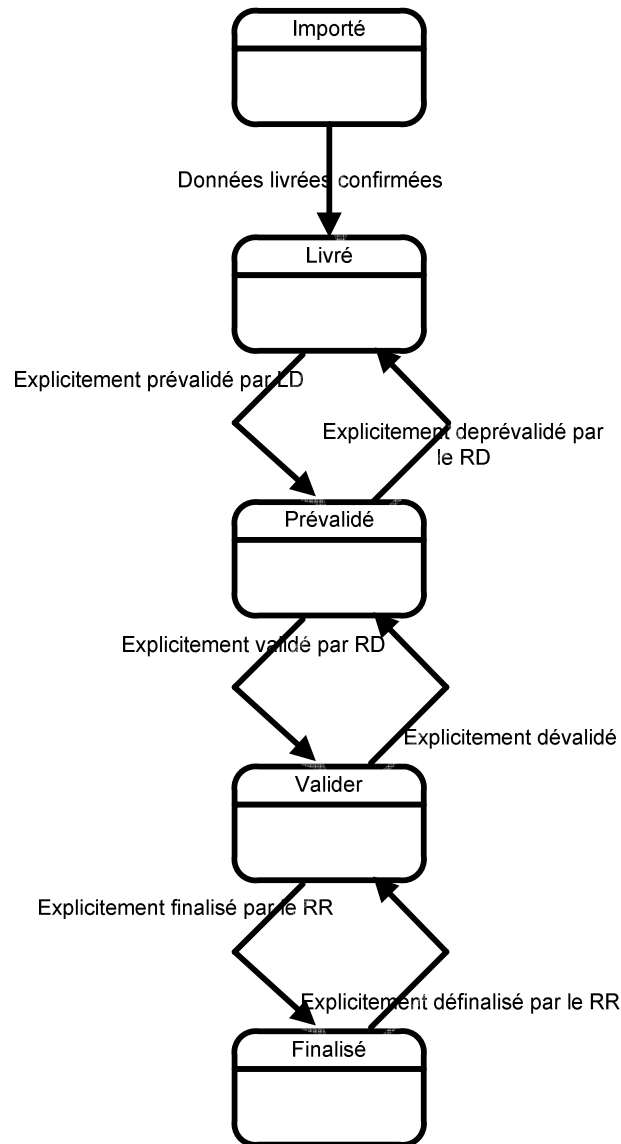 Importé
Données livrées confirmées
Livré
Explicitement prévalidé par LD
Explicitement deprévalidé par
le RD
Prévalidé
Explicitement validé par RD
Explicitement dévalidé
Valider
Explicitement finalisé par le RR
Explicitement définalisé par le RR
Finalisé